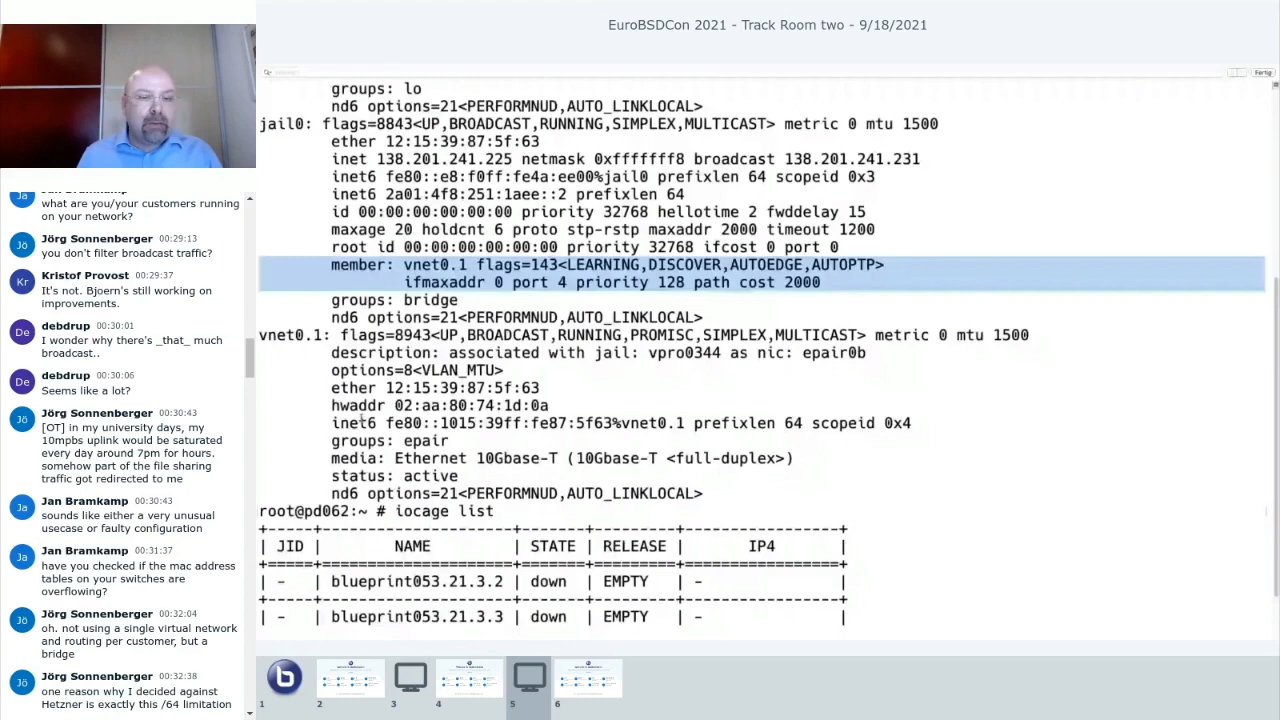 EuroBSDCon 2021 - Track Room two - 9/18/2021
Fertig
groups: lo
nd6 options=21<PERFORMNUD,AUTO_LINKLOCAL>
jail0: flags=8843<UP,BROADCAST,RUNNING,SIMPLEX,MULTICAST> metric 0 mtu 1500
ether 12:15:39:87:5f:63
inet 138.201.241.225 netmask 0xfffffff8 broadcast 138.201.241.231
inet6 fe80::e8:f0ff:fe4a:ee00%jail0 prefixlen 64 scopeid 0x3
inet6 2a01:4f8:251:1aee::2 prefixlen 64
id 00:00:00:00:00:00 priority 32768 hellotime 2 fwddelay 15
maxage 20 holdcnt 6 proto stp-rstp maxaddr 2000 timeout 1200
root id 00:00:00:00:00:00 priority 32768 ifcost 0 port 0
member: vnet0.1 flags=143<LEARNING,DISCOVER,AUTOEDGE,AUTOPTP>
ifmaxaddr 0 port 4 priority 128 path cost 2000
groups: bridge
nd6 options=21<PERFORMNUD,AUTO_LINKLOCAL>
vnet0.1: flags=8943<UP,BROADCAST,RUNNING,PROMISC,SIMPLEX,MULTICAST> metric 0 mtu 1500
description: associated with jail: vpro0344 as nic: epair0b
options=8<VLAN_MTU>
ether 12:15:39:87:5f:63
hwaddr 02:aa:80:74:1d:0a
inet6 fe80::1015:39ff:fe87:5f63%vnet0.1 prefixlen 64 scopeid 0x4
groups: epair
media: Ethernet 10Gbase-T (10Gbase-T <full-duplex>)
status: active
nd6 options=21<PERFORMNUD,AUTO_LINKLOCAL>
root@pd062:~ # iocage list
| JID | NAME | STATE | RELEASE | IP4 |
| - | blueprint053.21.3.2 | down | EMPTY | - |
| - | blueprint053.21.3.3 | down | EMPTY | - |
Ja Jan Bramkamp
what are you/your customers running
on your network?
Jö Jörg Sonnenberger 00:29:13
you don't filter broadcast traffic?
Kr Kristof Provost 00:29:37
It's not. Bjoern's still working on
improvements.
De debdrup 00:30:01
I wonder why there's _that_ much
broadcast..
De debdrup 00:30:06
Seems like a lot?
Jö Jörg Sonnenberger 00:30:43
[OT] in my university days, my
10mpbs uplink would be saturated
every day around 7pm for hours.
somehow part of the file sharing
traffic got redirected to me
Ja Jan Bramkamp 00:30:43
sounds like either a very unusual
usecase or faulty configuration
Ja Jan Bramkamp 00:31:37
have you checked if the mac address
tables on your switches are
overflowing?
Jö Jörg Sonnenberger 00:32:04
oh. not using a single virtual network
and routing per customer, but a
bridge
Jö Jörg Sonnenberger 00:32:38
one reason why I decided against
Hetzner is exactly this /64 limitation
b
1 2 3 4 5 6